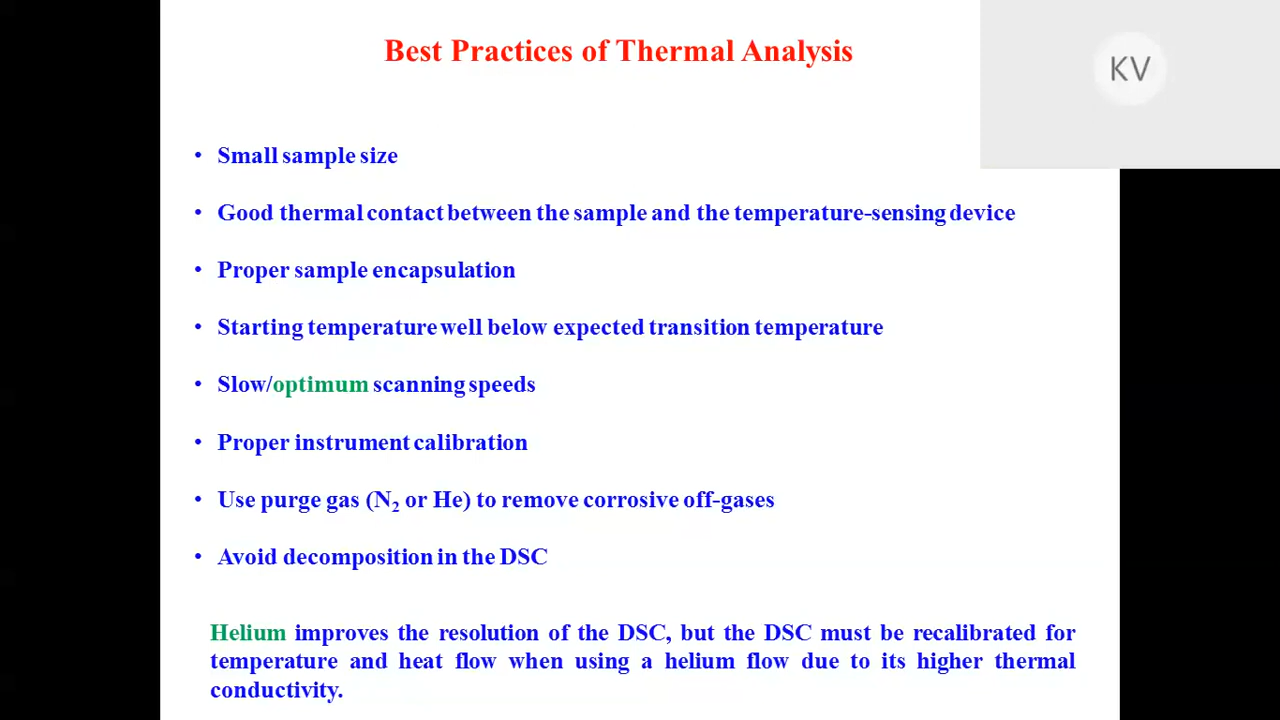 Best Practices of Thermal Analysis
KV
• Small sample size
• Good thermal contact between the sample and the temperature-sensing device
• Proper sample encapsulation
• Starting temperature well below expected transition temperature
• Slow/optimum scanning speeds
• Proper instrument calibration
• Use purge gas (N₂ or He) to remove corrosive off-gases
• Avoid decomposition in the DSC
Helium improves the resolution of the DSC, but the DSC must be recalibrated for
temperature and heat flow when using a helium flow due to its higher thermal
conductivity.